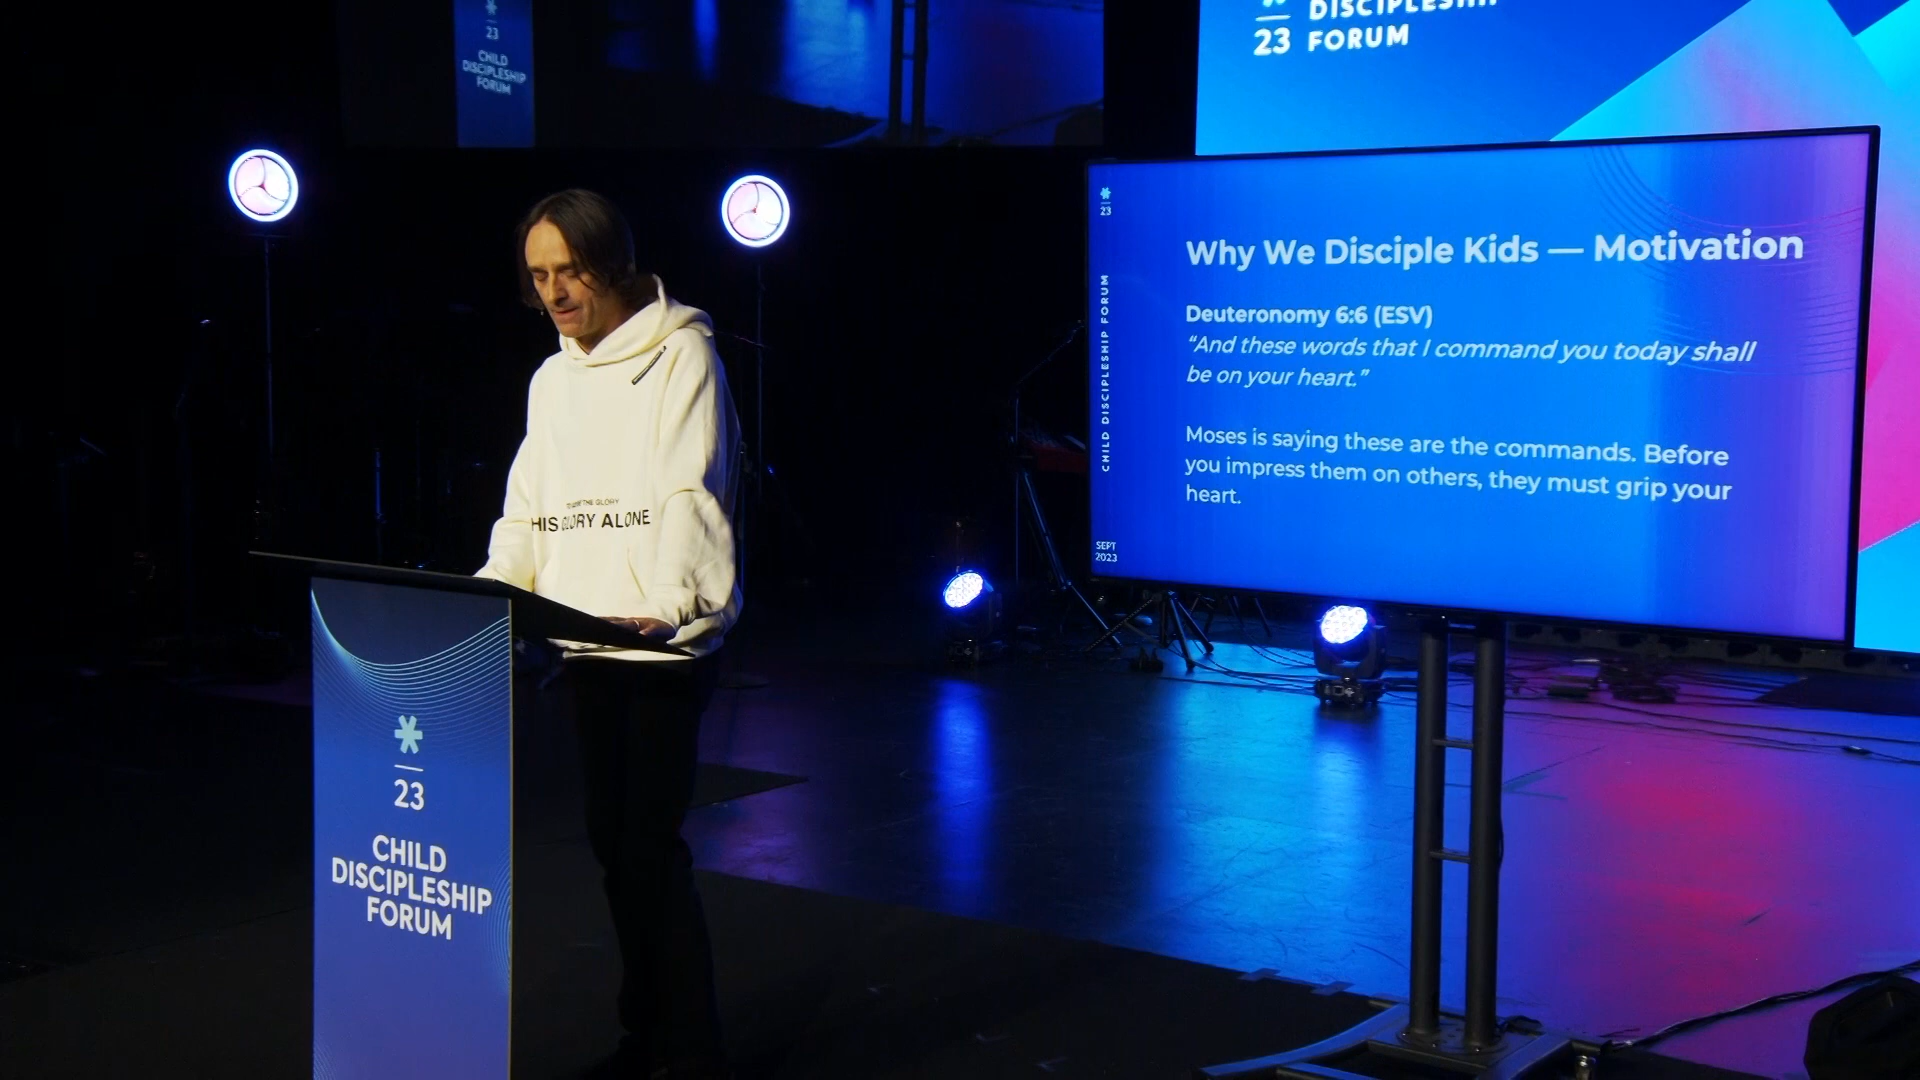 23
CHILD
DISCIPLESHIP
FORUM
DISCIPLESHIP
23 FORUM
23
CHILD DISCIPLESHIP FORUM
SEPT
2023
Why We Disciple Kids — Motivation
Deuteronomy 6:6 (ESV)
“And these words that I command you today shall
be on your heart.”
Moses is saying these are the commands. Before
you impress them on others, they must grip your
heart.
THE GLORY
HIS GLORY ALONE
23
CHILD
DISCIPLESHIP
FORUM